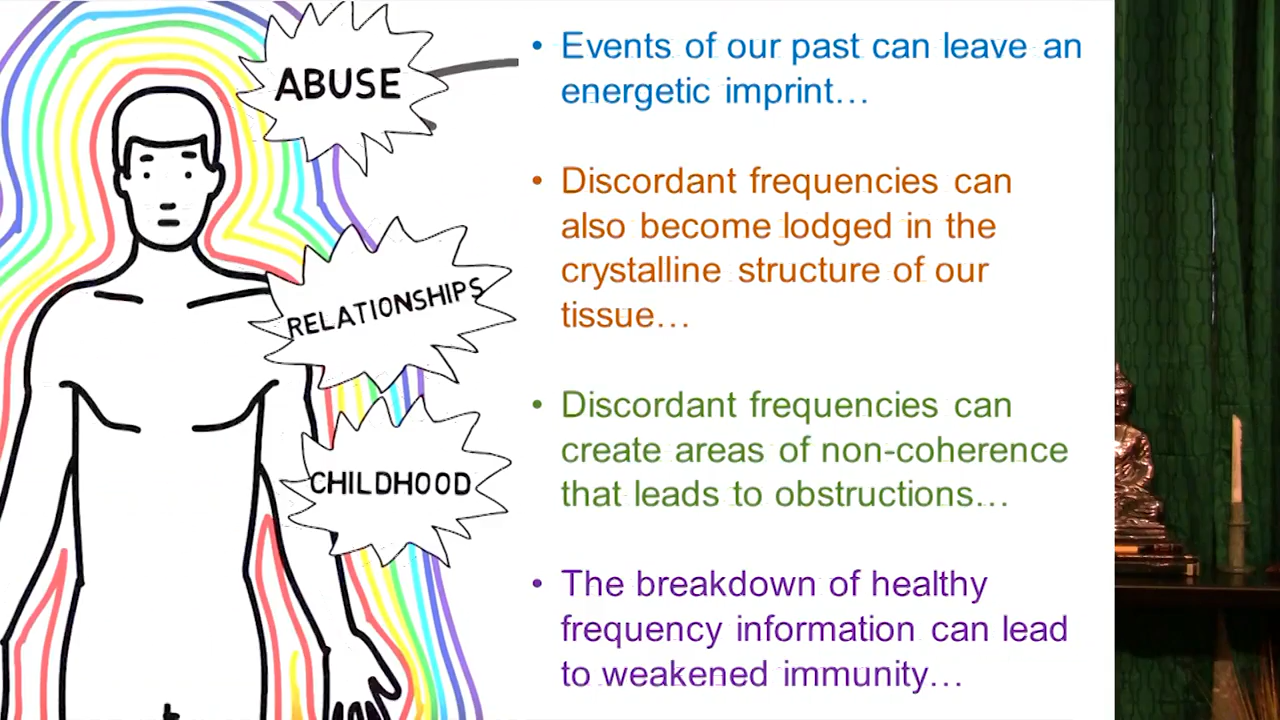 ABUSE
RELATIONSHIPS
CHILDHOOD
• Events of our past can leave an
energetic imprint…
• Discordant frequencies can
also become lodged in the
crystalline structure of our
tissue…
• Discordant frequencies can
create areas of non-coherence
that leads to obstructions…
• The breakdown of healthy
frequency information can lead
to weakened immunity…